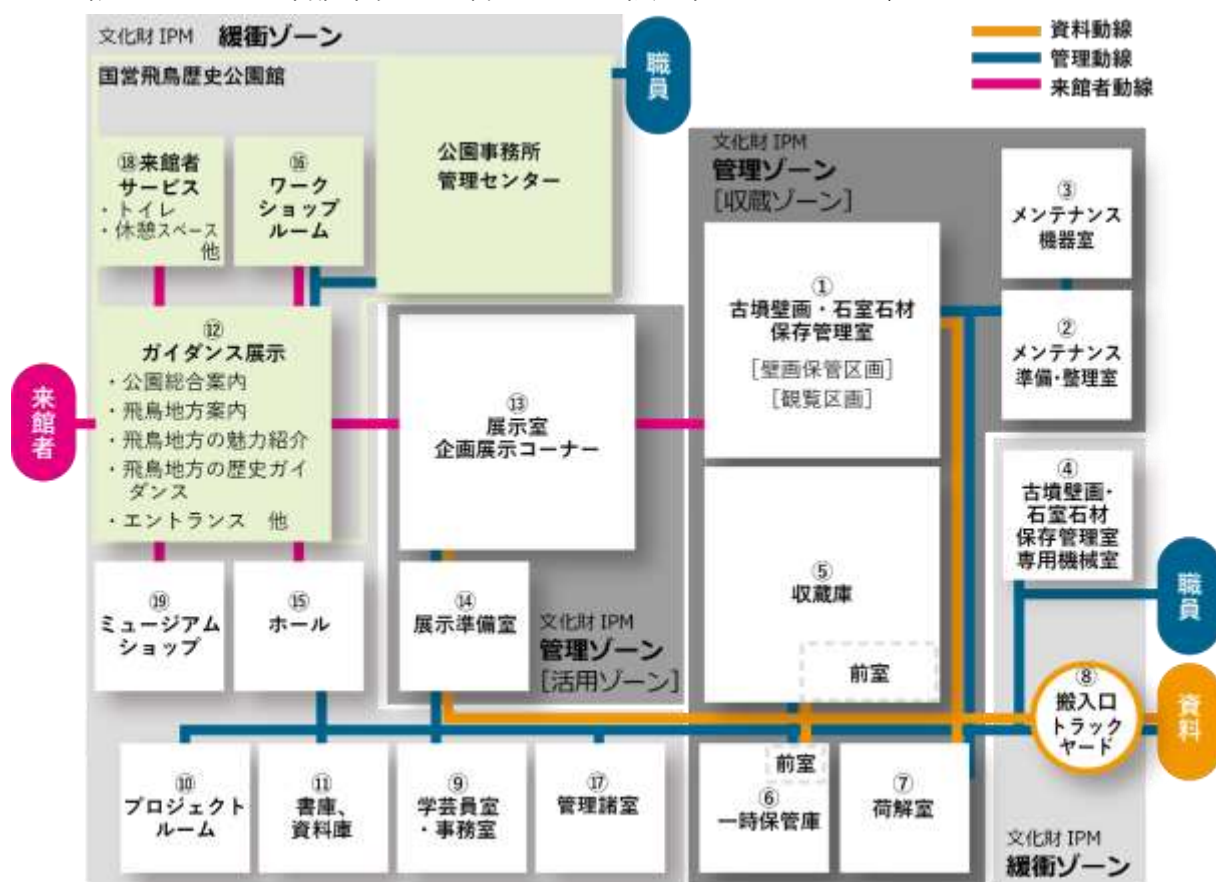 文化財 IPM 緩衝ゾーン
国営飛鳥歴史公園館
職員
資料動線
管理動線
来館者動線
⑱来館者
サービス
・トイレ
・休憩スペース
他
⑯
ワーク
ショップ
ルーム
公園事務所
管理センター
文化財 IPM
管理ゾーン
[収蔵ゾーン]
③
メンテナンス
機器室
①
古墳壁画・石室石材
保存管理室
[壁画保管区画]
[観覧区画]
②
メンテナンス
準備・整理室
来館者
⑫
ガイダンス展示
・公園総合案内
・飛鳥地方案内
・飛鳥地方の魅力紹介
・飛鳥地方の歴史ガイ
ダンス
・エントランス 他
⑬
展示室
企画展示コーナー
④
古墳壁画・
石室石材
保存管理室
専用機械室
職員
⑲
ミュージアム
ショップ
⑮
ホール
⑭
展示準備室
文化財 IPM
管理ゾーン
[活用ゾーン]
⑤
収蔵庫
前室
⑧
搬入口
トラック
ヤード
資料
⑩
プロジェクト
ルーム
⑪
書庫、
資料庫
⑨
学芸員室
・事務室
⑰
管理諸室
前室
⑥
一時保管庫
⑦
荷解室
文化財 IPM
緩衝ゾーン